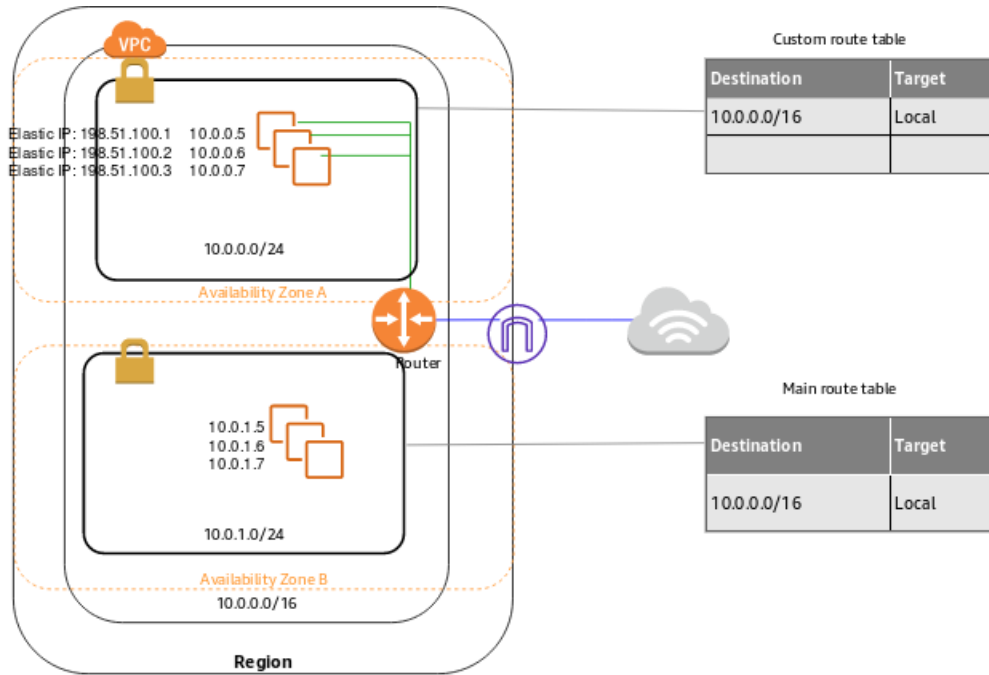 VPC
Elastic IP: 198.51.100.1 10.0.0.5
Elastic IP: 198.51.100.2 10.0.0.6
Elastic IP: 198.51.100.3 10.0.0.7
10.0.0.0/24
Availability Zone A
Router
10.0.1.5
10.0.1.6
10.0.1.7
10.0.1.0/24
Availability Zone B
10.0.0.0/16
Region
Custom route table
Destination Target
10.0.0.0/16 Local
Main route table
Destination Target
10.0.0.0/16 Local